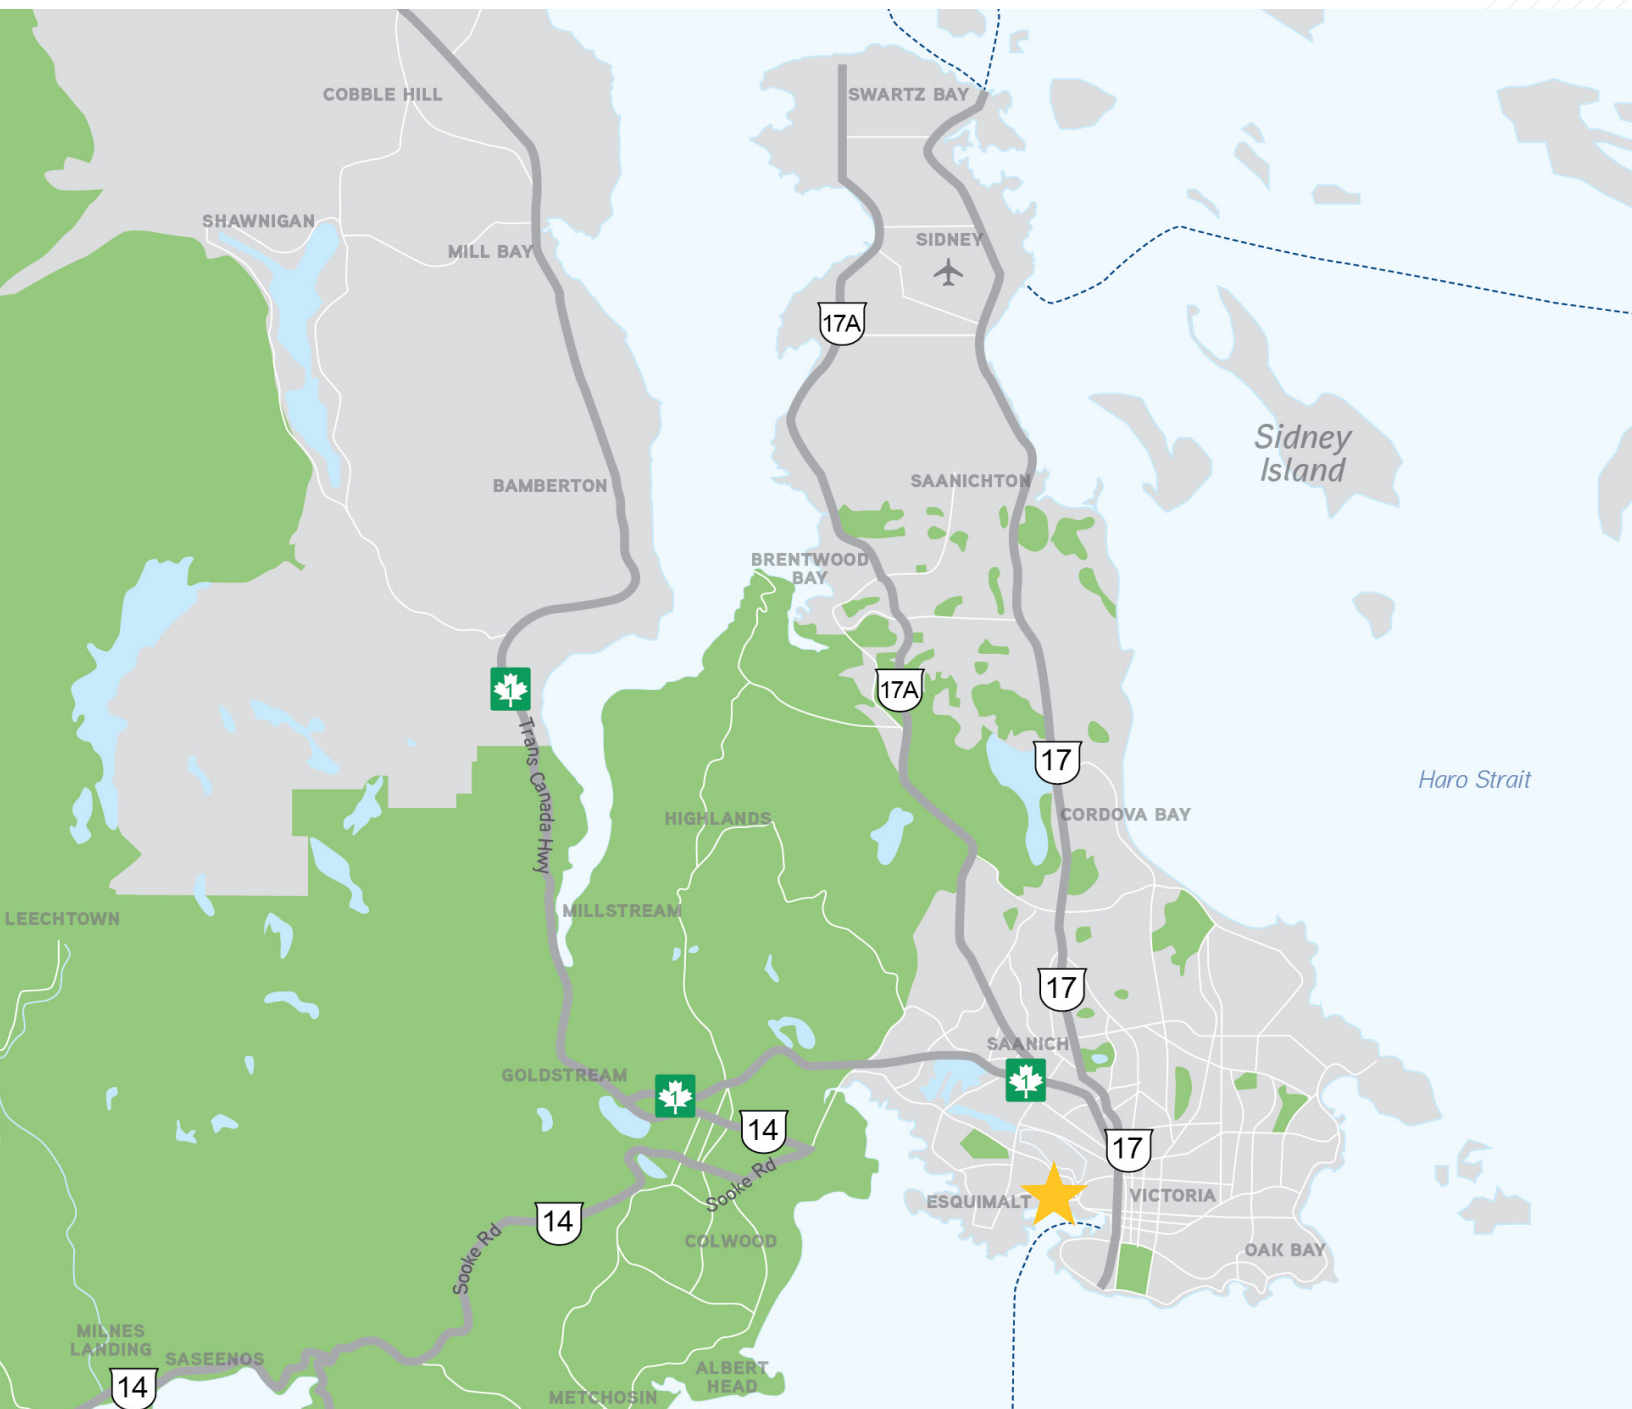 COBBLE HILL
SWARTZ BAY
SHAWNIGAN
MILL BAY
SIDNEY
17A
Sidney
Island
BAMBERTON
SAANICHTON
BRENTWOOD
BAY
1
17A
Trans Canada Hwy
17
Haro Strait
HIGHLANDS
CORDOVA BAY
LEECHTOWN
MILLSTREAM
17
SAANICH
GOLDSTREAM
1
1
14
17
Sooke Rd
ESQUIMALT
VICTORIA
14
Sooke Rd
COLWOOD
OAK BAY
MILNES
LANDING
SASEENOS
14
ALBERT
HEAD
METCHOSIN